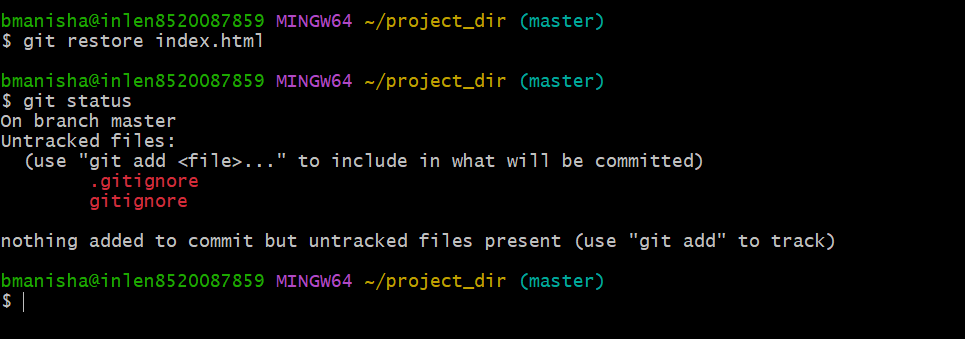 bmanisha@inlen8520087859 MINGW64 ~/project_dir (master)
$ git restore index.html
bmanisha@inlen8520087859 MINGW64 ~/project_dir (master)
$ git status
On branch master
Untracked files:
  (use "git add <file>..." to include in what will be committed)
        .gitignore
        gitignore
nothing added to commit but untracked files present (use "git add" to track)
bmanisha@inlen8520087859 MINGW64 ~/project_dir (master)
$